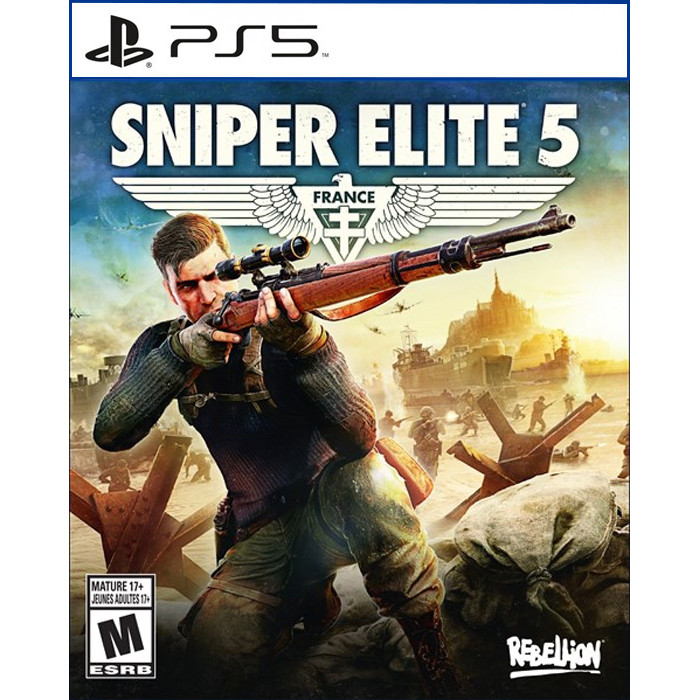 PS5
SNIPER ELITE 5
FRANCE
MATURE 17+
JEUNES ADULTES 17+
M
ESRB
REBELLION